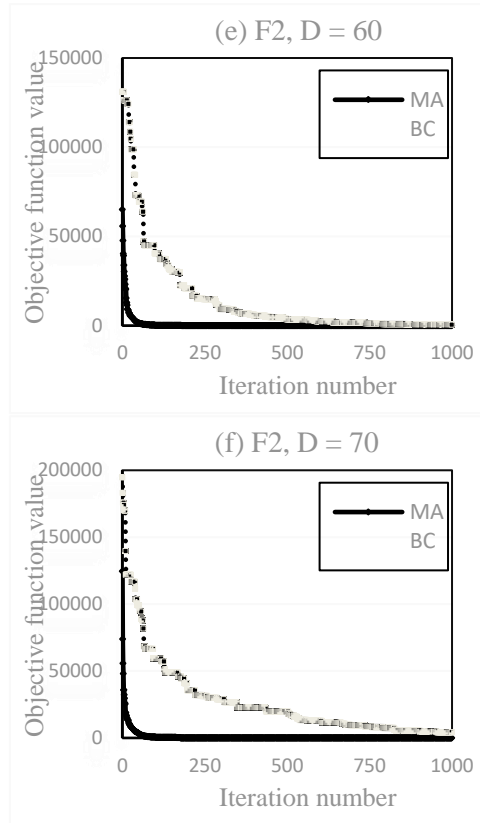 (e) F2, D = 60
Objective function value
150000
100000
50000
0
0 250 500 750 1000
Iteration number
MA
BC
(f) F2, D = 70
Objective function value
200000
150000
100000
50000
0
0 250 500 750 1000
Iteration number
MA
BC